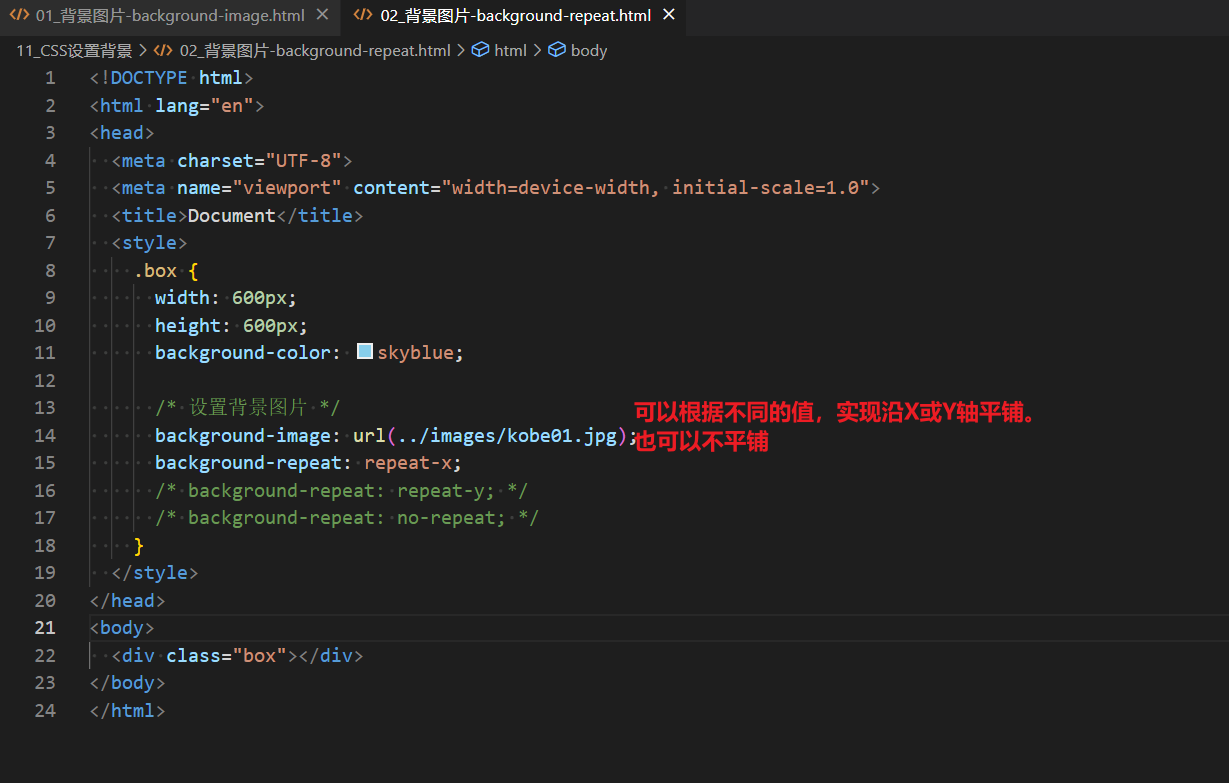 01_背景图片-background-image.html
02_背景图片-background-repeat.html
11_CSS设置背景 > 02_背景图片-background-repeat.html > html > body
1 <!DOCTYPE html>
2 <html lang="en">
3 <head>
4 <meta charset="UTF-8">
5 <meta name="viewport" content="width=device-width, initial-scale=1.0">
6 <title>Document</title>
7 <style>
8 .box {
9 width: 600px;
10 height: 600px;
11 background-color: skyblue;
12
13 /* 设置背景图片 */
可以根据不同的值，实现沿X或Y轴平铺。
14 background-image: url(../images/kobe01.jpg);
也可以不平铺
15 background-repeat: repeat-x;
16 /* background-repeat: repeat-y; */
17 /* background-repeat: no-repeat; */
18 }
19 </style>
20 </head>
21 <body>
22 <div class="box"></div>
23 </body>
24 </html>